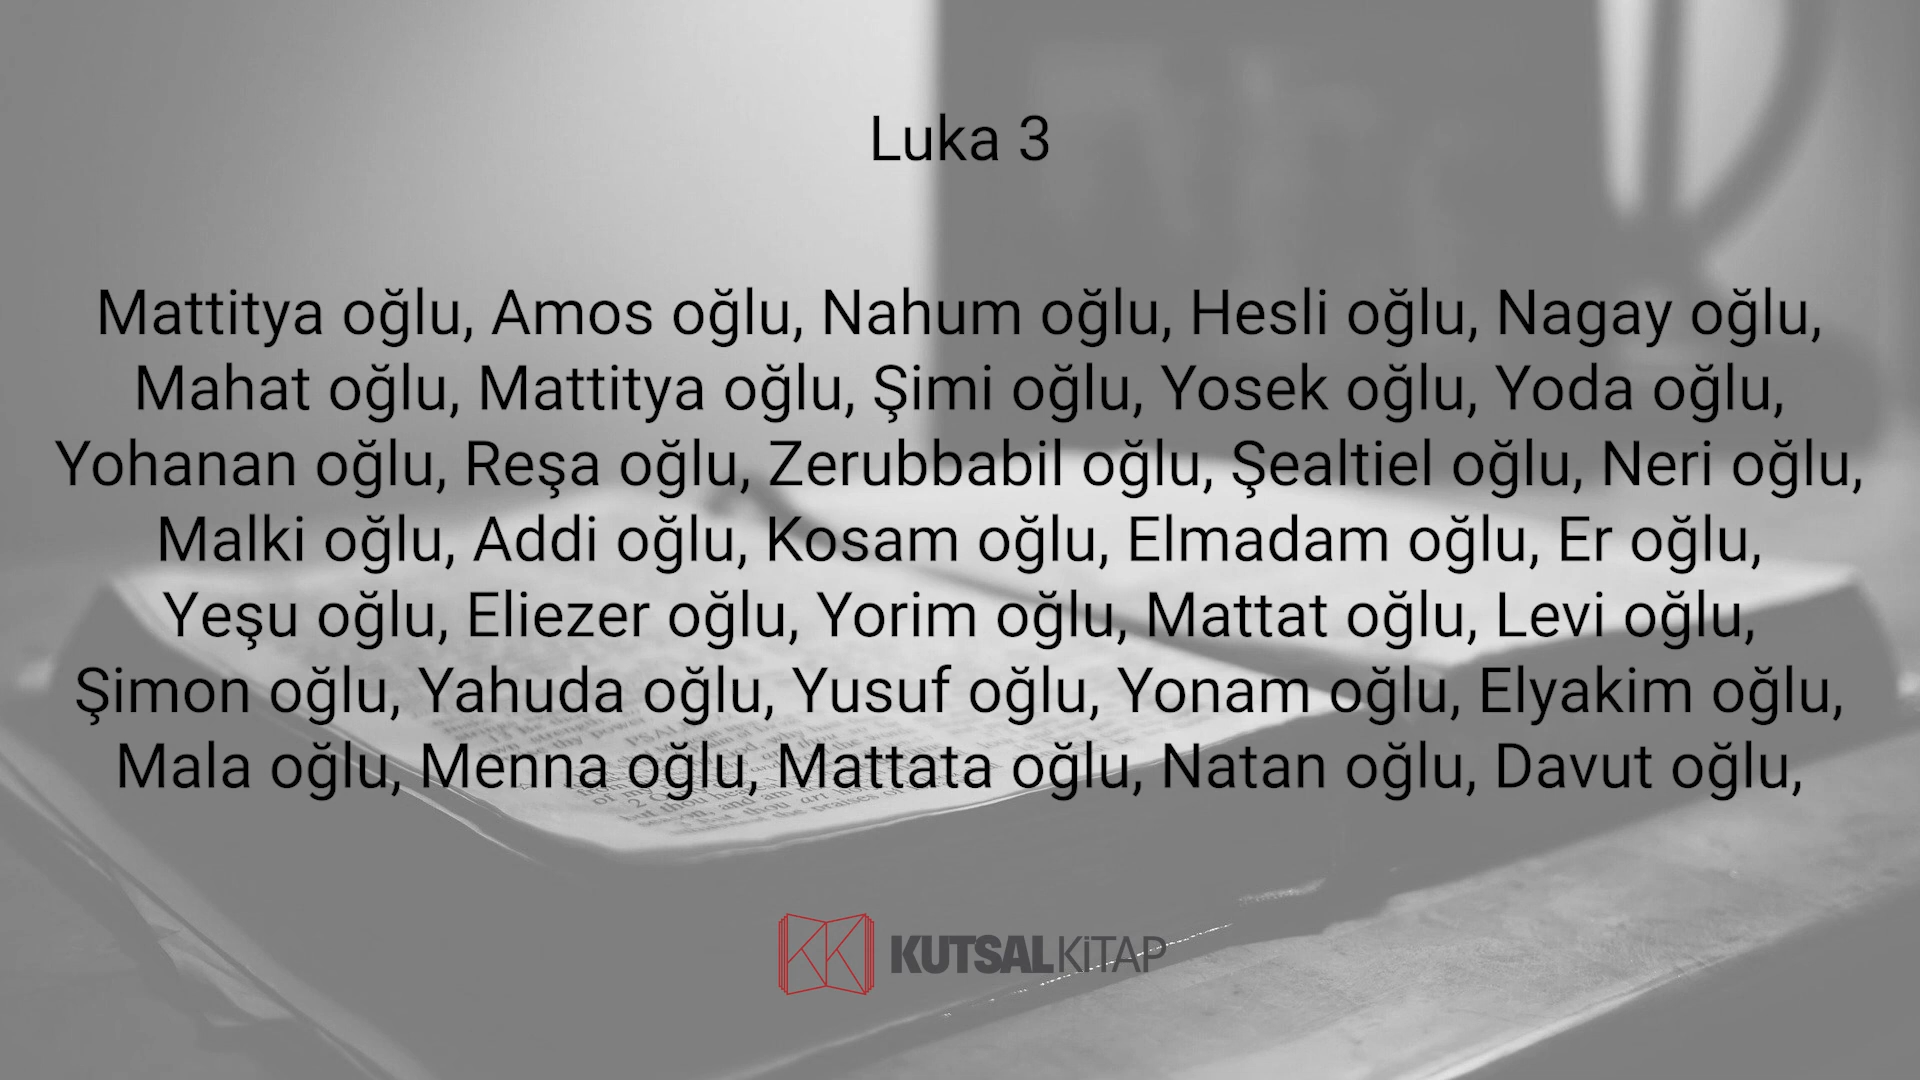 Luka 3
Mattitya oğlu, Amos oğlu, Nahum oğlu, Hesli oğlu, Nagay oğlu,
Mahat oğlu, Mattitya oğlu, Şimi oğlu, Yosek oğlu, Yoda oğlu,
Yohanan oğlu, Reşa oğlu, Zerubbabil oğlu, Şealtiel oğlu, Neri oğlu,
Malki oğlu, Addi oğlu, Kosam oğlu, Elmadam oğlu, Er oğlu,
Yeşu oğlu, Eliezer oğlu, Yorim oğlu, Mattat oğlu, Levi oğlu,
Şimon oğlu, Yahuda oğlu, Yusuf oğlu, Yonam oğlu, Elyakim oğlu,
Mala oğlu, Menna oğlu, Mattata oğlu, Natan oğlu, Davut oğlu,
KUTSALKiTAP